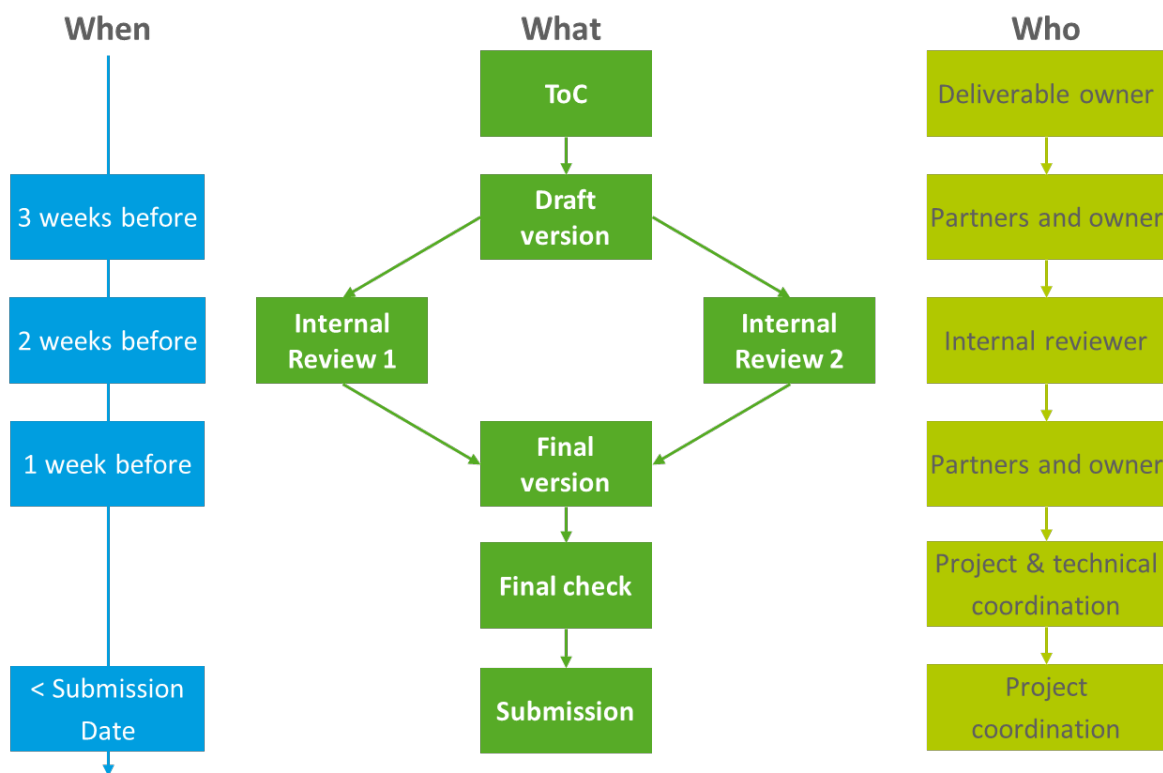 When
What
Who
ToC
Deliverable owner
3 weeks before
Draft
version
Partners and owner
2 weeks before
Internal
Review 1
Internal
Review 2
Internal reviewer
1 week before
Final
version
Partners and owner
Final check
Project & technical
coordination
< Submission
Date
Submission
Project
coordination